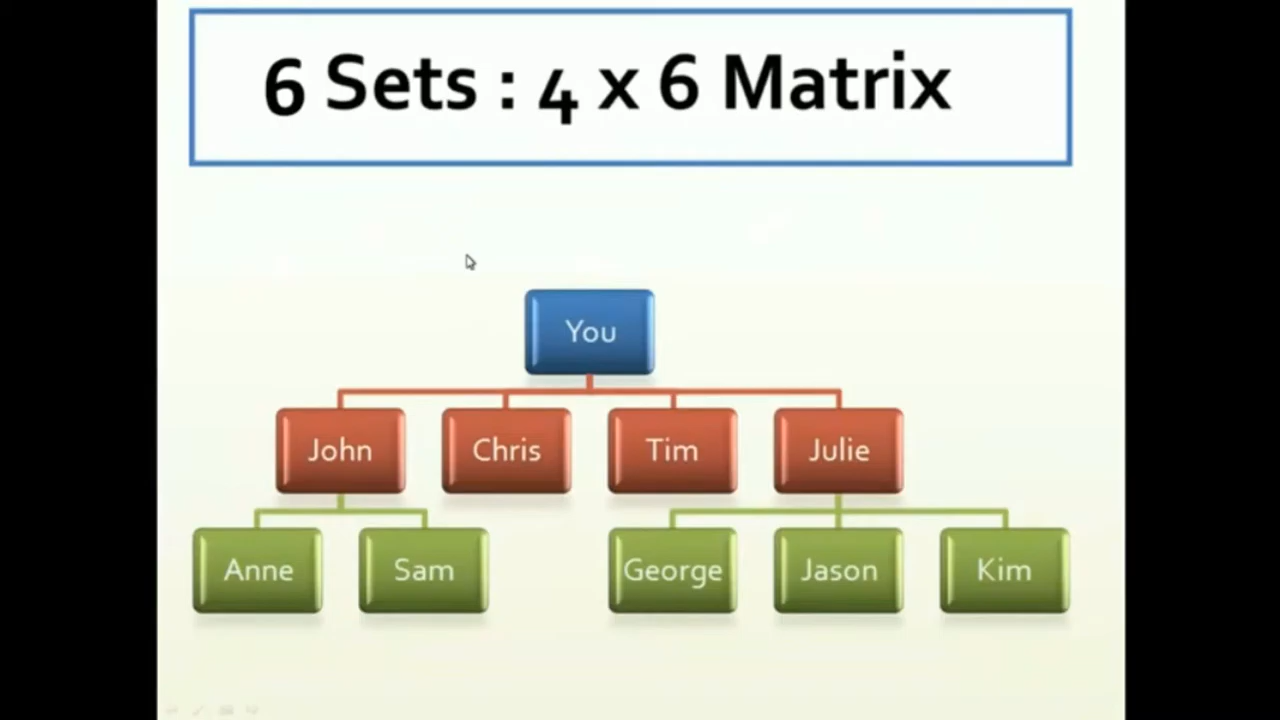 6 Sets : 4 x 6 Matrix
You
John Chris Tim Julie
Anne Sam George Jason Kim